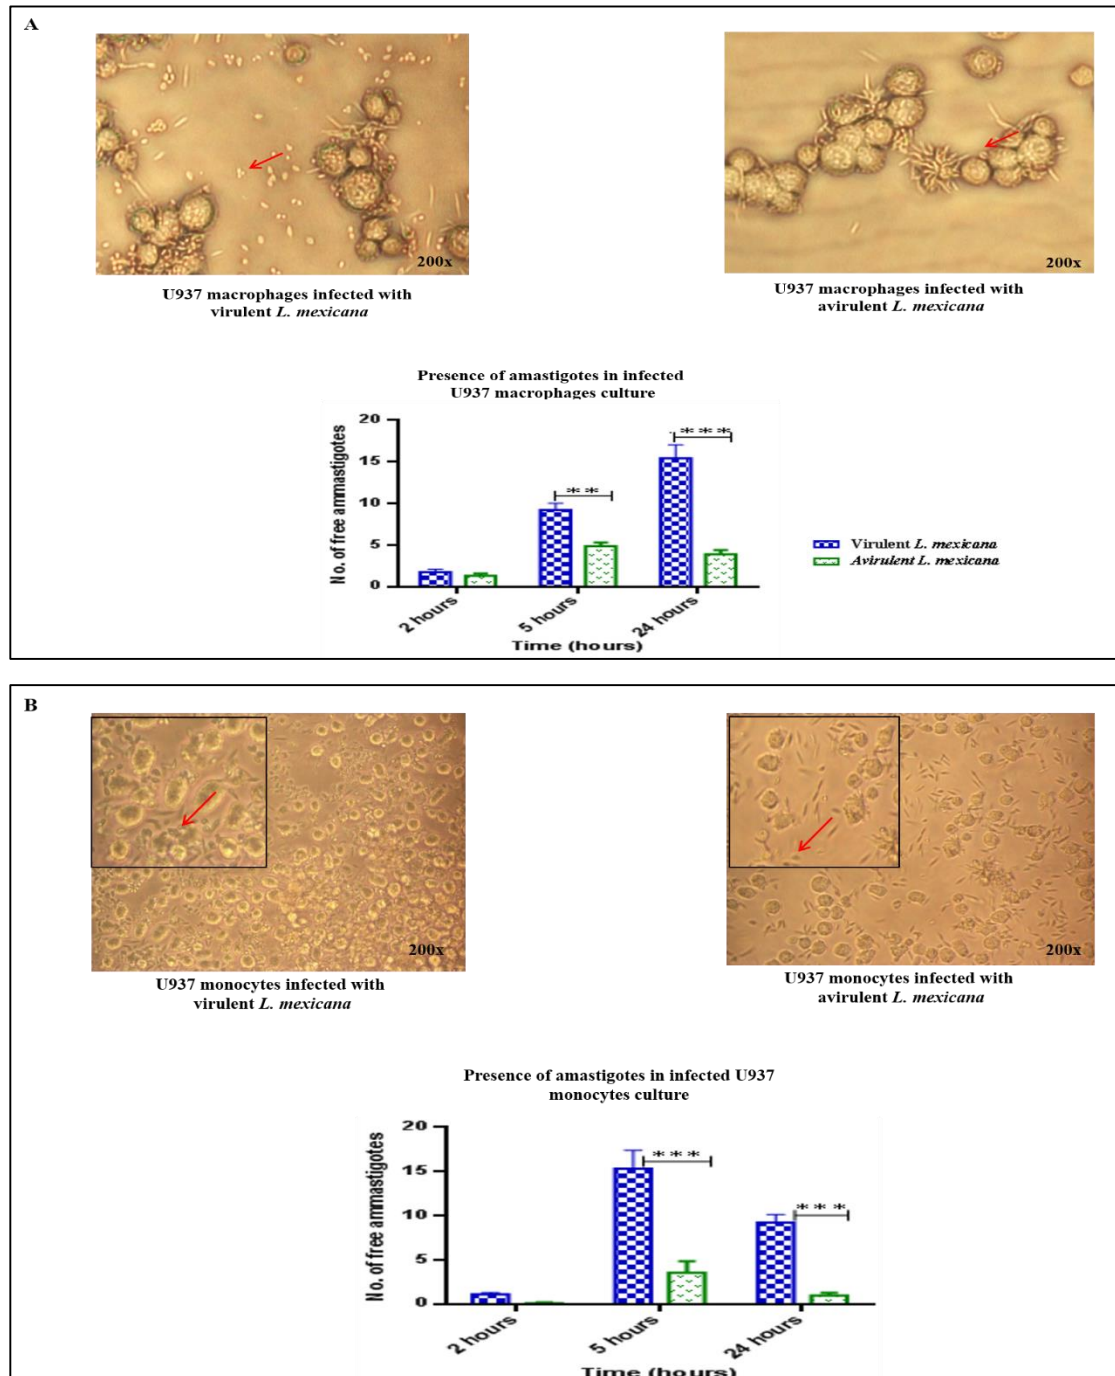 A
200x
200x
U937 macrophages infected with
virulent L. mexicana
U937 macrophages infected with
avirulent L. mexicana
Presence of amastigotes in infected
U937 macrophages culture
No. of free ammastigotes
20
15
10
5
0
***
**
2 hours
5 hours
24 hours
Time (hours)
Virulent L. mexicana
Avirulent L. mexicana
B
200x
200x
U937 monocytes infected with
virulent L. mexicana
U937 monocytes infected with
avirulent L. mexicana
Presence of amastigotes in infected U937
monocytes culture
No. of free ammastigotes
20
15
10
5
0
***
***
2 hours
5 hours
24 hours
Time (hours)